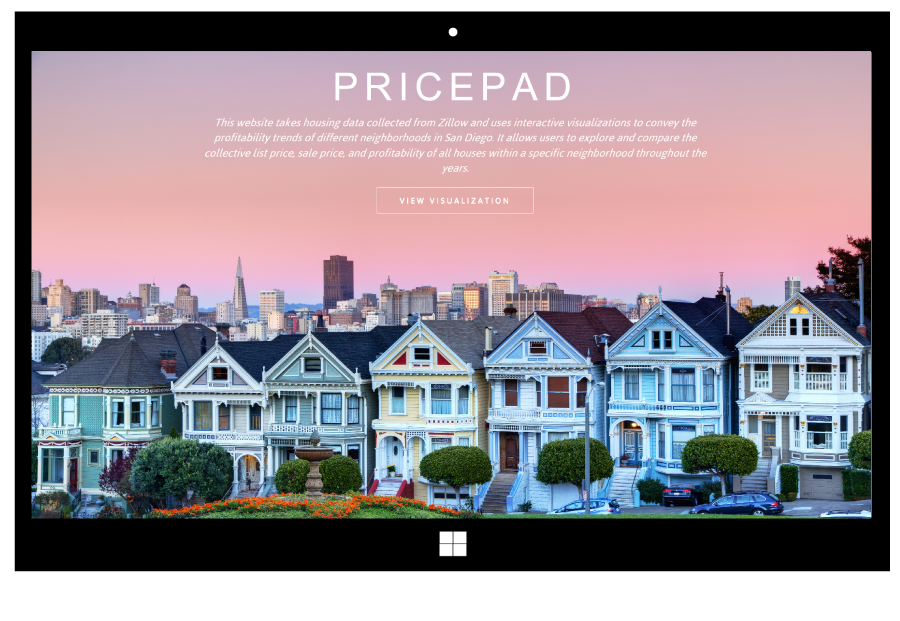 PRICEPAD
This website takes housing data collected from Zillow and uses interactive visualizations to convey the
profitability trends of different neighborhoods in San Diego. It allows users to explore and compare the
collective list price, sale price, and profitability of all houses within a specific neighborhood throughout the
years.
VIEW VISUALIZATION